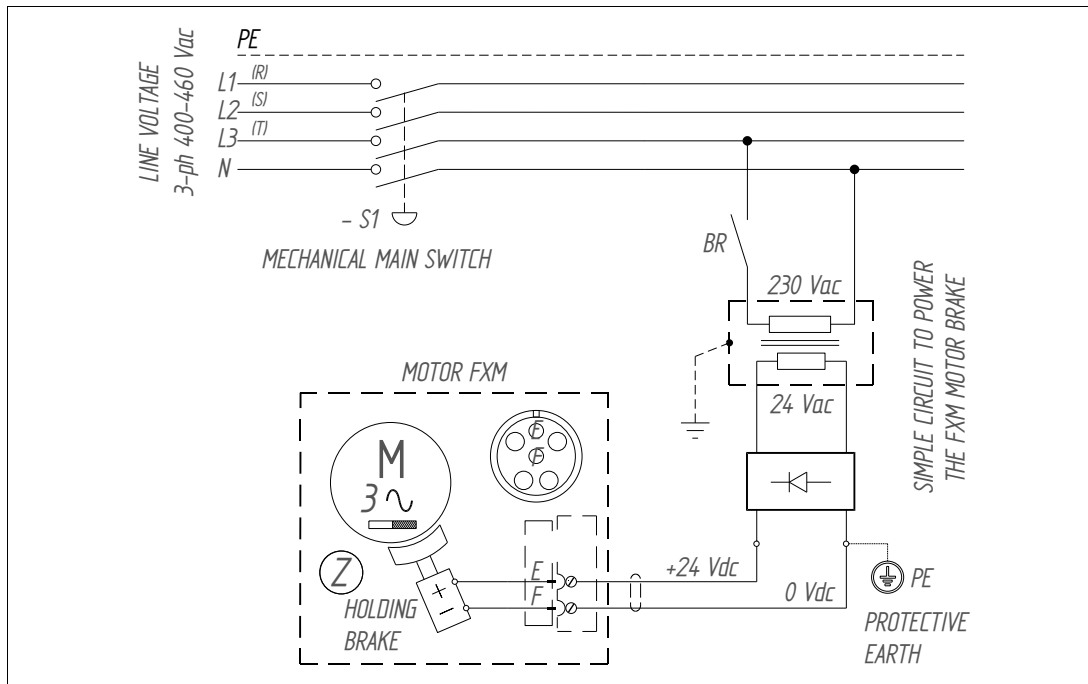 PE
LINE VOLTAGE
3-ph 400-460 Vac
L1 (R)
L2 (S)
L3 (T)
N
- S1
MECHANICAL MAIN SWITCH
BR
230 Vac
24 Vac
SIMPLE CIRCUIT TO POWER
THE FXM MOTOR BRAKE
MOTOR FXM
M
3
E
F
Z
+
-
HOLDING
BRAKE
E
F
+24 Vdc
0 Vdc
PE
PROTECTIVE
EARTH